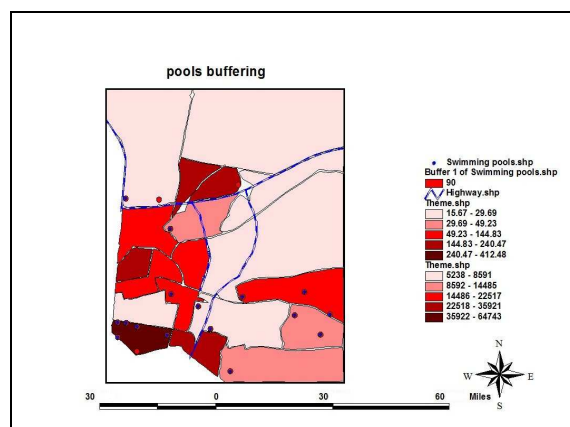 pools buffering
Swimming pools.shp
Buffer 1 of Swimming pools.shp
90
Highway.shp
Theme.shp
15.67 - 29.69
29.69 - 49.23
49.23 - 144.83
144.83 - 240.47
240.47 - 412.48
Theme.shp
5238 - 8591
8592 - 14485
14486 - 22517
22518 - 35921
35922 - 64743
N
W E
S
30 0 30 60 Miles